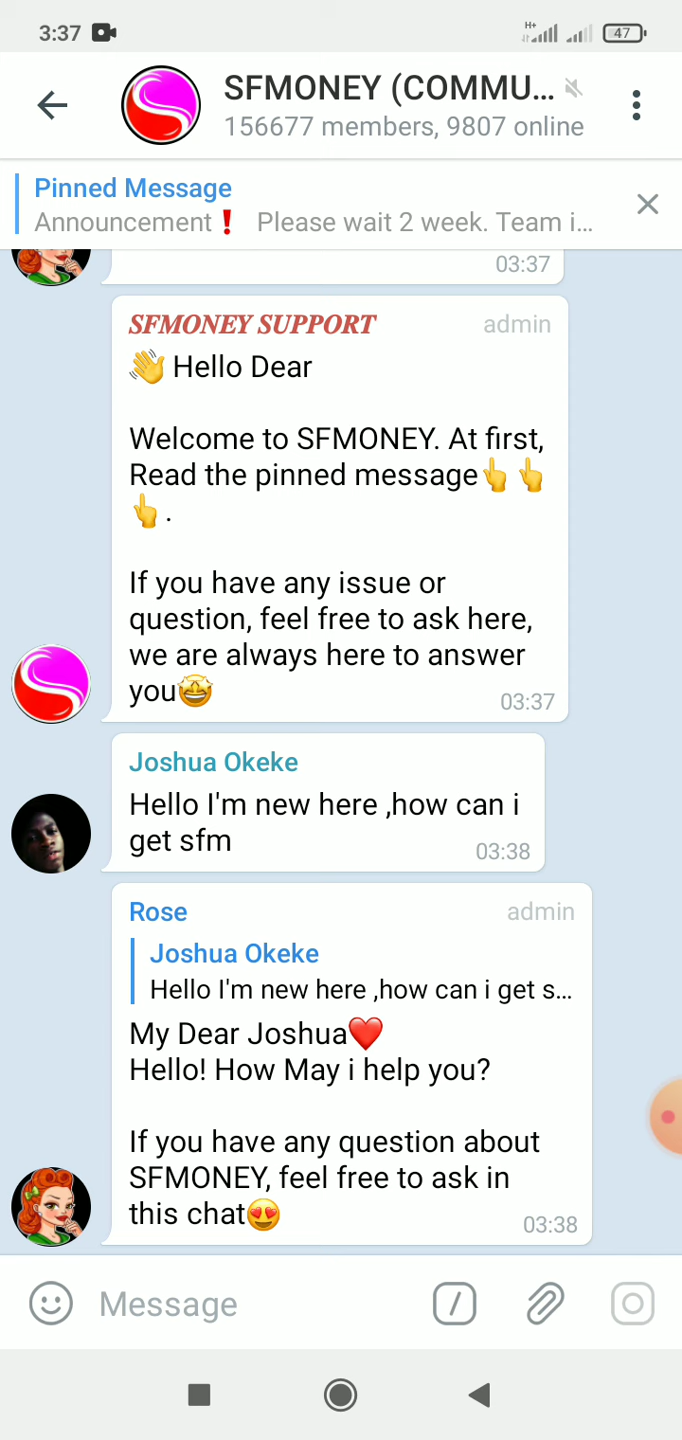 3:37
H+
47
SFMONEY (COMMU...
156677 members, 9807 online
Pinned Message
Announcement❗ Please wait 2 week. Team i...
03:37
SFMONEY SUPPORT admin
👋 Hello Dear
Welcome to SFMONEY. At first,
Read the pinned message👆👆
👆.
If you have any issue or
question, feel free to ask here,
we are always here to answer
you🤩
03:37
Joshua Okeke
Hello I'm new here ,how can i
get sfm
03:38
Rose admin
Joshua Okeke
Hello I'm new here ,how can i get s...
My Dear Joshua❤️
Hello! How May i help you?
If you have any question about
SFMONEY, feel free to ask in
this chat😍
03:38
Message